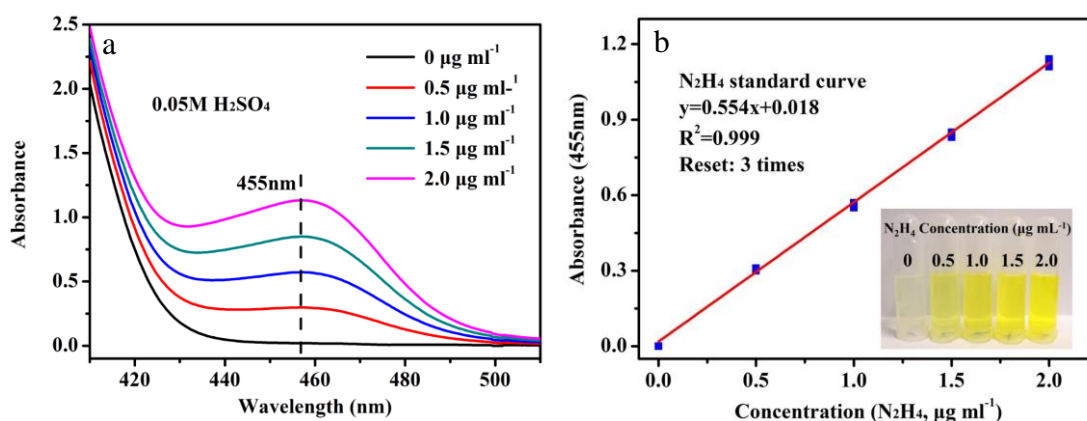 a
2.5
2.0
1.5
1.0
0.5
0.0
Absorbance
0.05M H₂SO₄
0 µg ml⁻¹
0.5 µg ml-¹
1.0 µg ml⁻¹
1.5 µg ml⁻¹
2.0 µg ml⁻¹
455nm
420 440 460 480 500
Wavelength (nm)
b
1.2
0.9
0.6
0.3
0.0
Absorbance (455nm)
N₂H₄ standard curve
y=0.554x+0.018
R²=0.999
Reset: 3 times
N₂H₄ Concentration (µg mL⁻¹)
0 0.5 1.0 1.5 2.0
0.0 0.5 1.0 1.5 2.0
Concentration (N₂H₄, µg ml⁻¹)